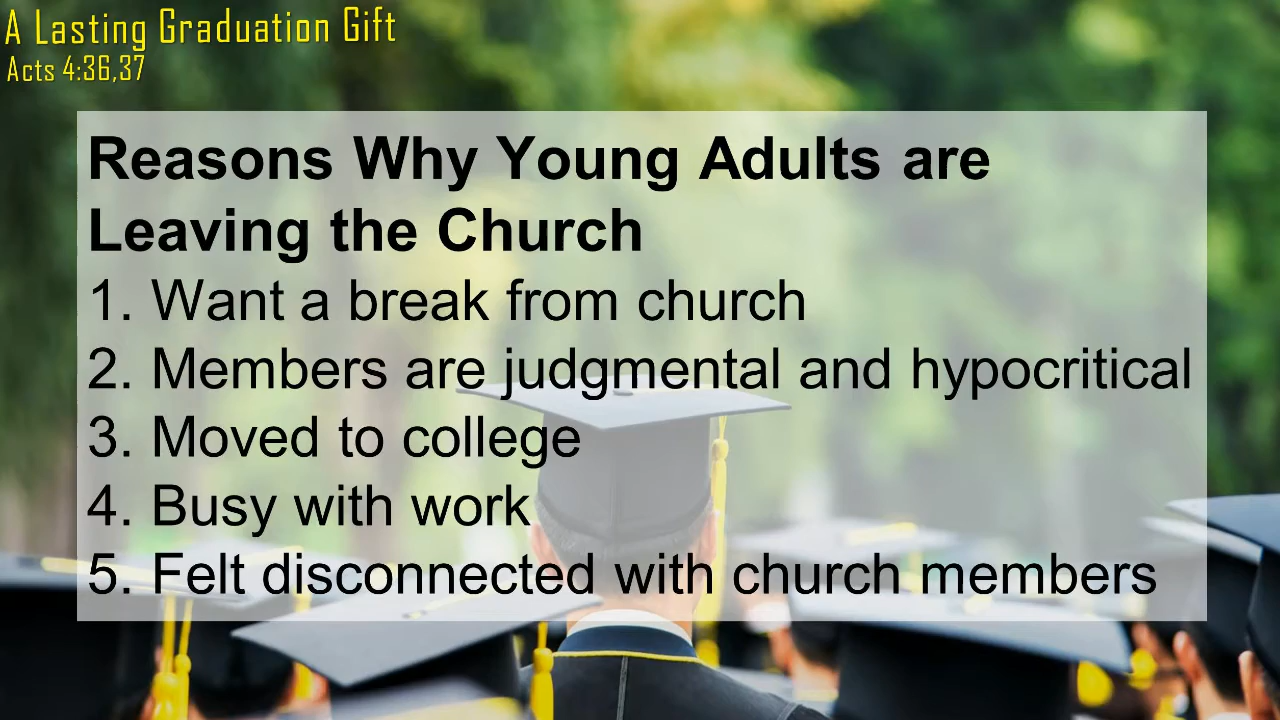 A Lasting Graduation Gift
Acts 4:36,37
Reasons Why Young Adults are
Leaving the Church
1. Want a break from church
2. Members are judgmental and hypocritical
3. Moved to college
4. Busy with work
5. Felt disconnected with church members